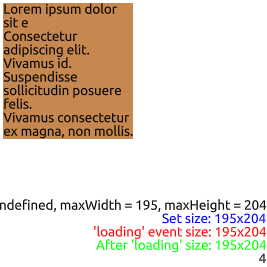 Lorem ipsum dolor
sit e
Consectetur
adipiscing elit.
Vivamus id.
Suspendisse
sollicitudin posuere
felis.
Vivamus consectetur
ex magna, non mollis.
ndefined, maxWidth = 195, maxHeight = 204
Set size: 195x204
'loading' event size: 195x204
After 'loading' size: 195x204
4